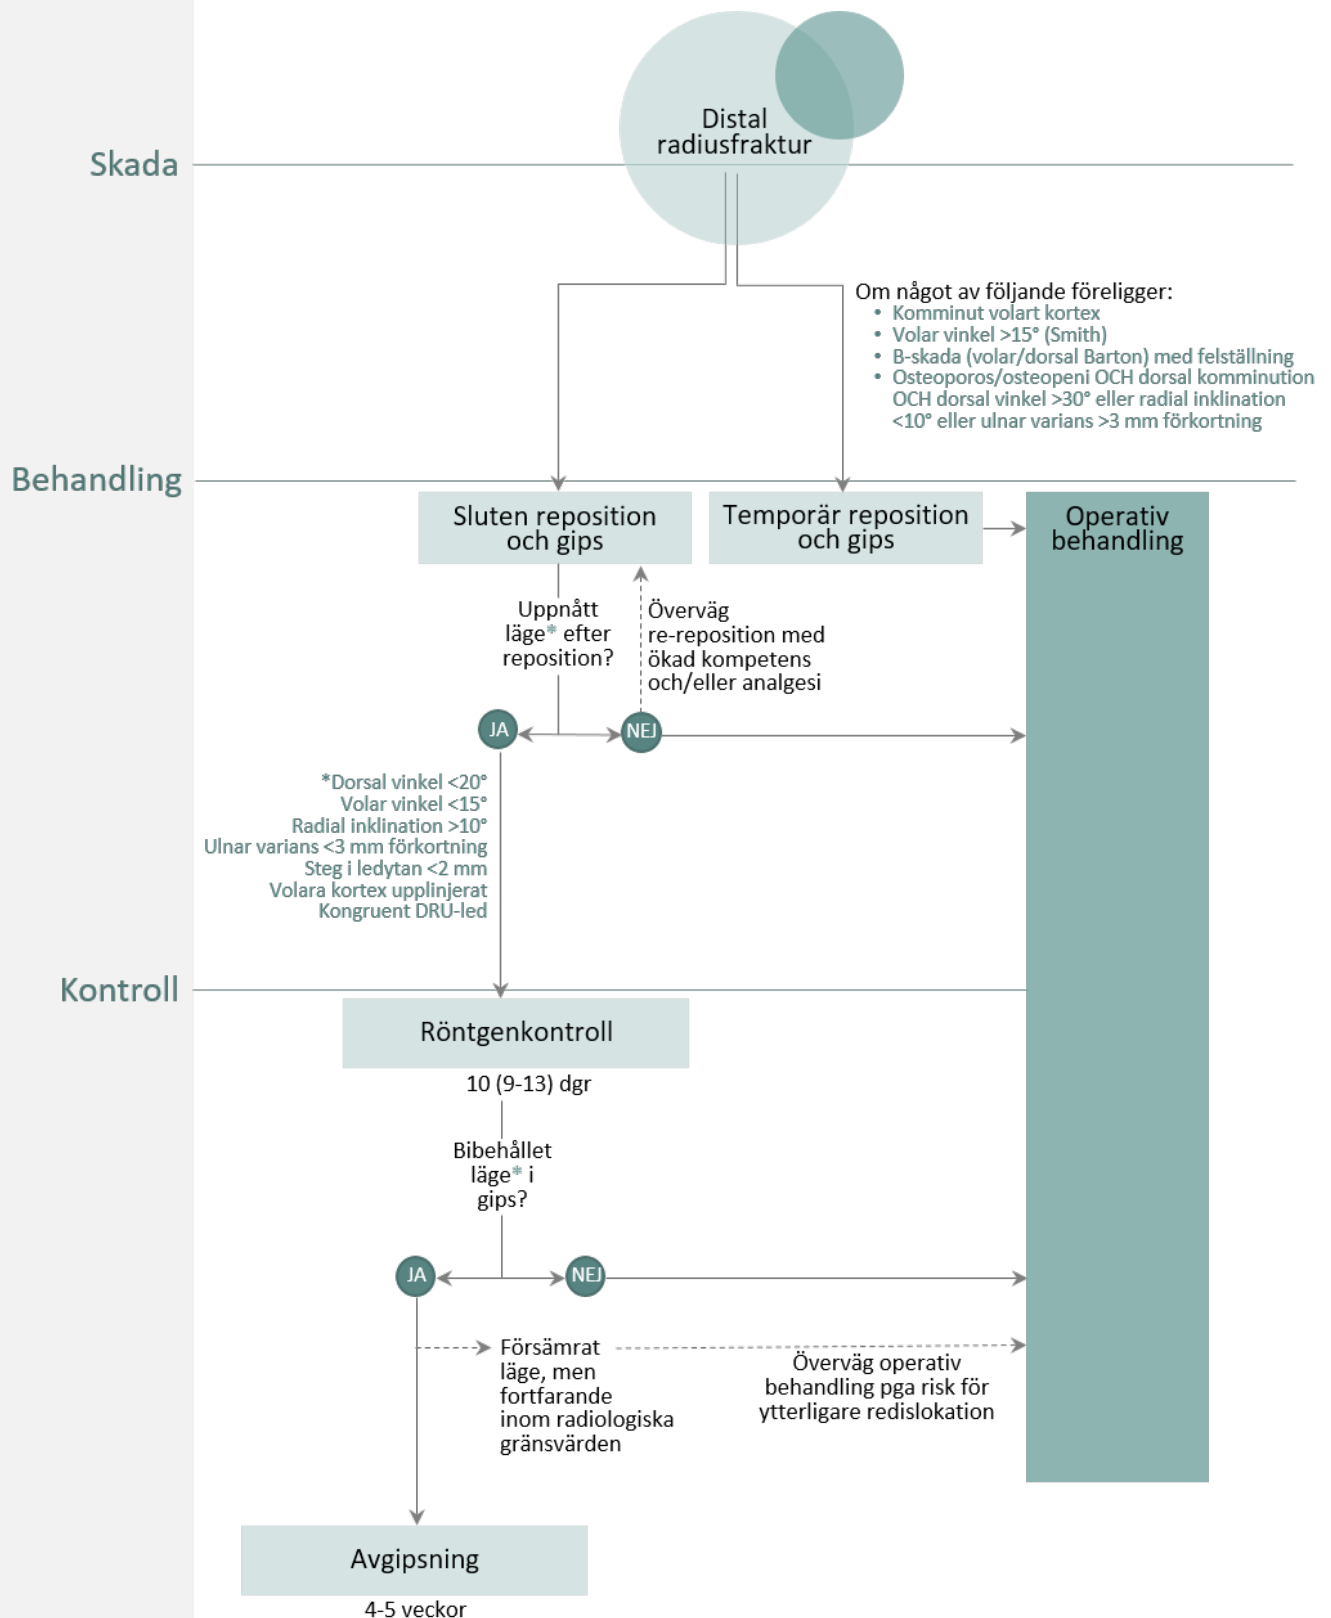 Distal
radiusfraktur
Skada
Om något av följande föreligger:
• Komminut volart kortex
• Volar vinkel >15° (Smith)
• B-skada (volar/dorsal Barton) med felställning
• Osteoporos/osteopeni OCH dorsal komminution
OCH dorsal vinkel >30° eller radial inklination
<10° eller ulnar varians >3 mm förkortning
Behandling
Sluten reposition
och gips
Temporär reposition
och gips
Operativ
behandling
Uppnått
läge* efter
reposition?
Överväg
re-reposition med
ökad kompetens
och/eller analgesi
JA
NEJ
*Dorsal vinkel <20°
Volar vinkel <15°
Radial inklination >10°
Ulnar varians <3 mm förkortning
Steg i ledytan <2 mm
Volara kortex upplinjerat
Kongruent DRU-led
Kontroll
Röntgenkontroll
10 (9-13) dgr
Bibehållet
läge* i
gips?
JA
NEJ
Försämrat
läge, men
fortfarande
inom radiologiska
gränsvärden
Överväg operativ
behandling pga risk för
ytterligare redislokation
Avgipsning
4-5 veckor